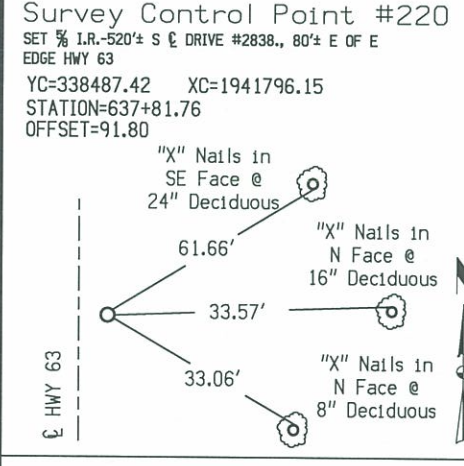 Survey Control Point #220
SET ⅝ I.R.-520'± S ℄ DRIVE #2838., 80'± E OF E
EDGE HWY 63
YC=338487.42 XC=1941796.15
STATION=637+81.76
OFFSET=91.80
"X" Nails in
SE Face @
24" Deciduous
61.66'
"X" Nails in
N Face @
16" Deciduous
33.57'
33.06'
"X" Nails in
N Face @
8" Deciduous
℄ HWY 63
N